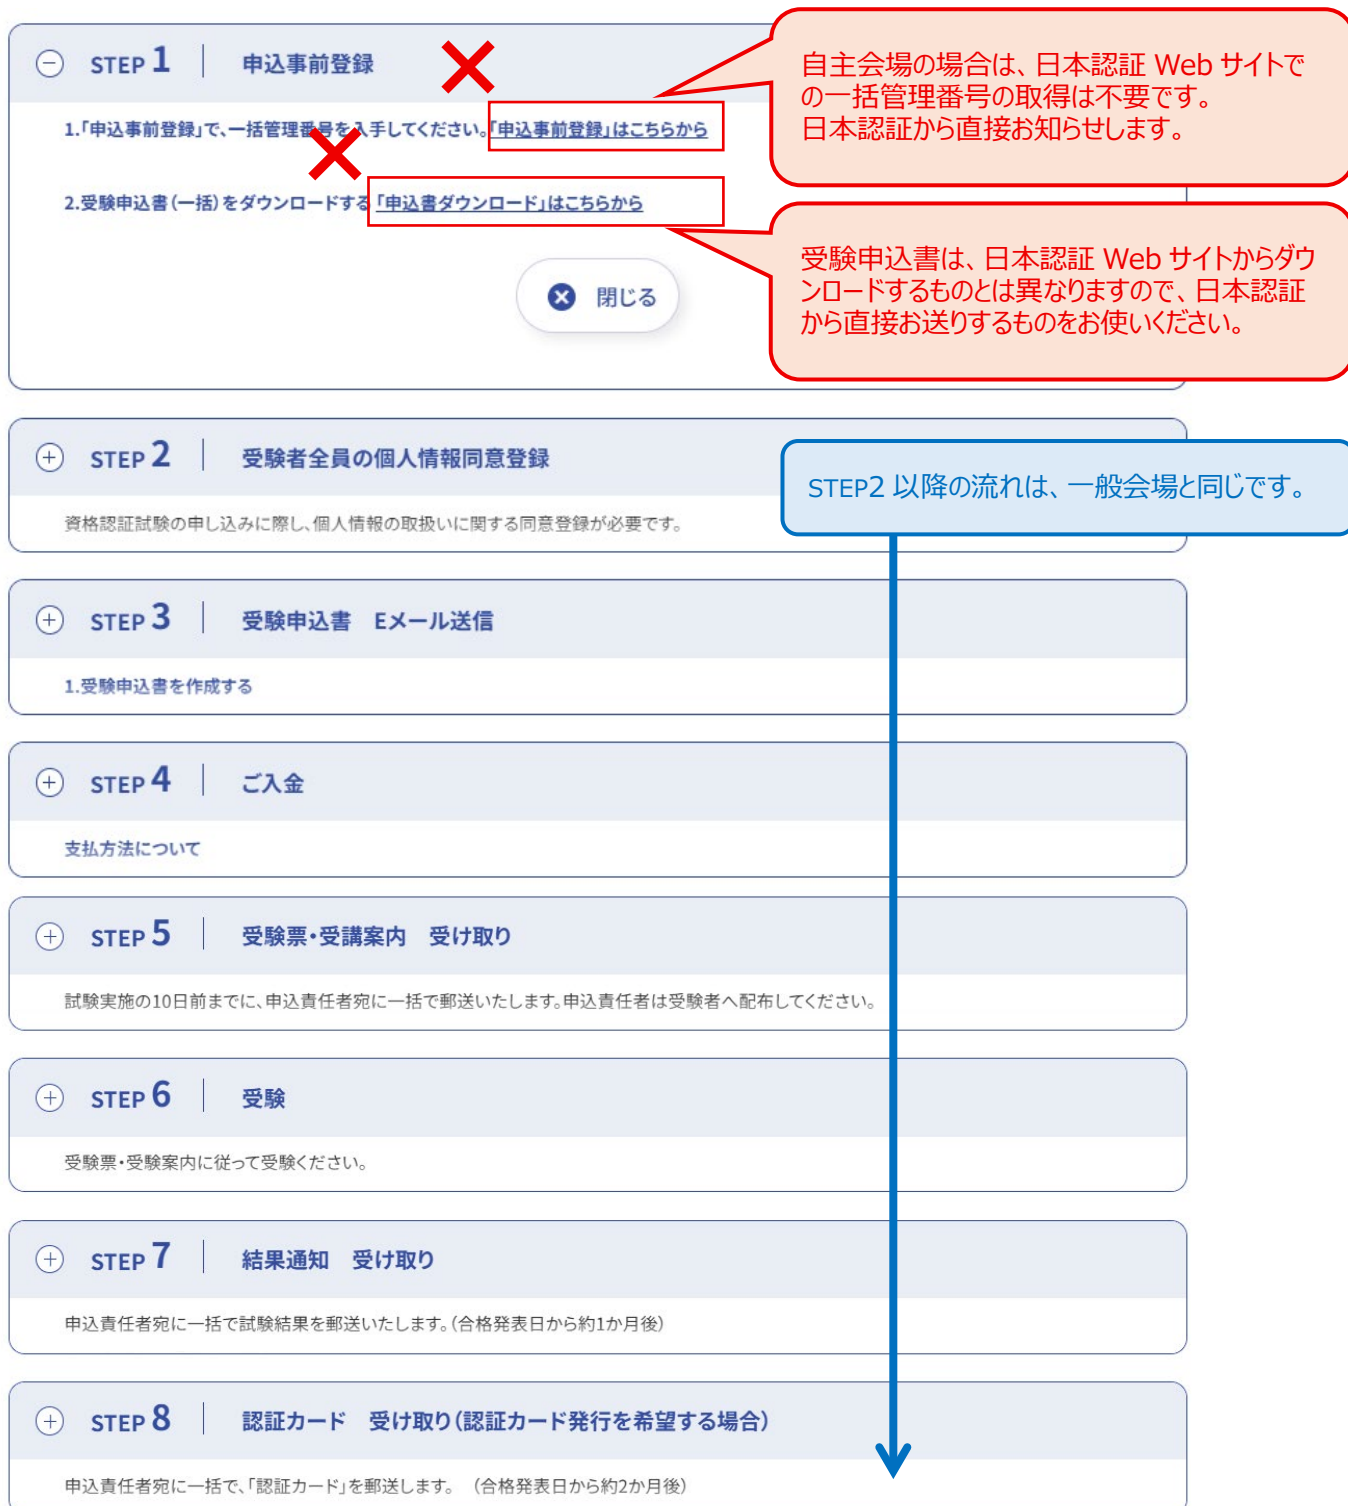 STEP 1 申込事前登録
自主会場の場合は、日本認証 Web サイトで
の一括管理番号の取得は不要です。
日本認証から直接お知らせします。
1.「申込事前登録」で、一括管理番号を入手してください。「申込事前登録」はこちらから
2.受験申込書(一括)をダウンロードする「申込書ダウンロード」はこちらから
受験申込書は、日本認証 Web サイトからダウ
ンロードするものとは異なりますので、日本認証
から直接お送りするものをお使いください。
閉じる
STEP 2 受験者全員の個人情報同意登録
STEP2 以降の流れは、一般会場と同じです。
資格認証試験の申し込みに際し、個人情報の取扱いに関する同意登録が必要です。
STEP 3 受験申込書 Eメール送信
1.受験申込書を作成する
STEP 4 ご入金
支払方法について
STEP 5 受験票・受講案内 受け取り
試験実施の10日前までに、申込責任者宛に一括で郵送いたします。申込責任者は受験者へ配布してください。
STEP 6 受験
受験票・受験案内に従って受験ください。
STEP 7 結果通知 受け取り
申込責任者宛に一括で試験結果を郵送いたします。(合格発表日から約1か月後)
STEP 8 認証カード 受け取り(認証カード発行を希望する場合)
申込責任者宛に一括で、「認証カード」を郵送します。 (合格発表日から約2か月後)